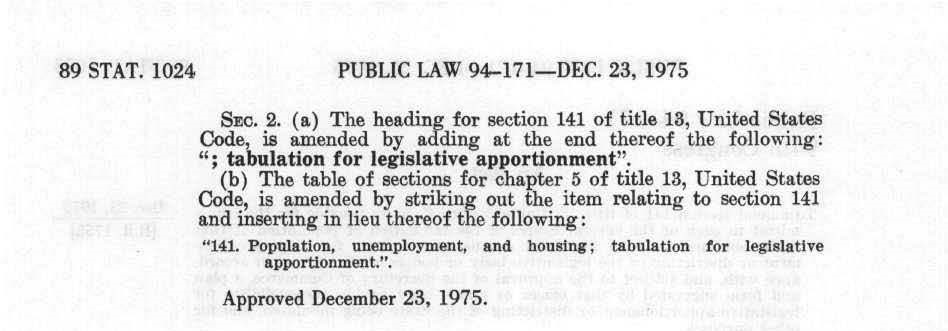 89 STAT. 1024 PUBLIC LAW 94–171—DEC. 23, 1975
SEC. 2. (a) The heading for section 141 of title 13, United States
Code, is amended by adding at the end thereof the following:
“; tabulation for legislative apportionment”.
(b) The table of sections for chapter 5 of title 13, United States
Code, is amended by striking out the item relating to section 141
and inserting in lieu thereof the following:
“141. Population, unemployment, and housing; tabulation for legislative
apportionment.”.
Approved December 23, 1975.